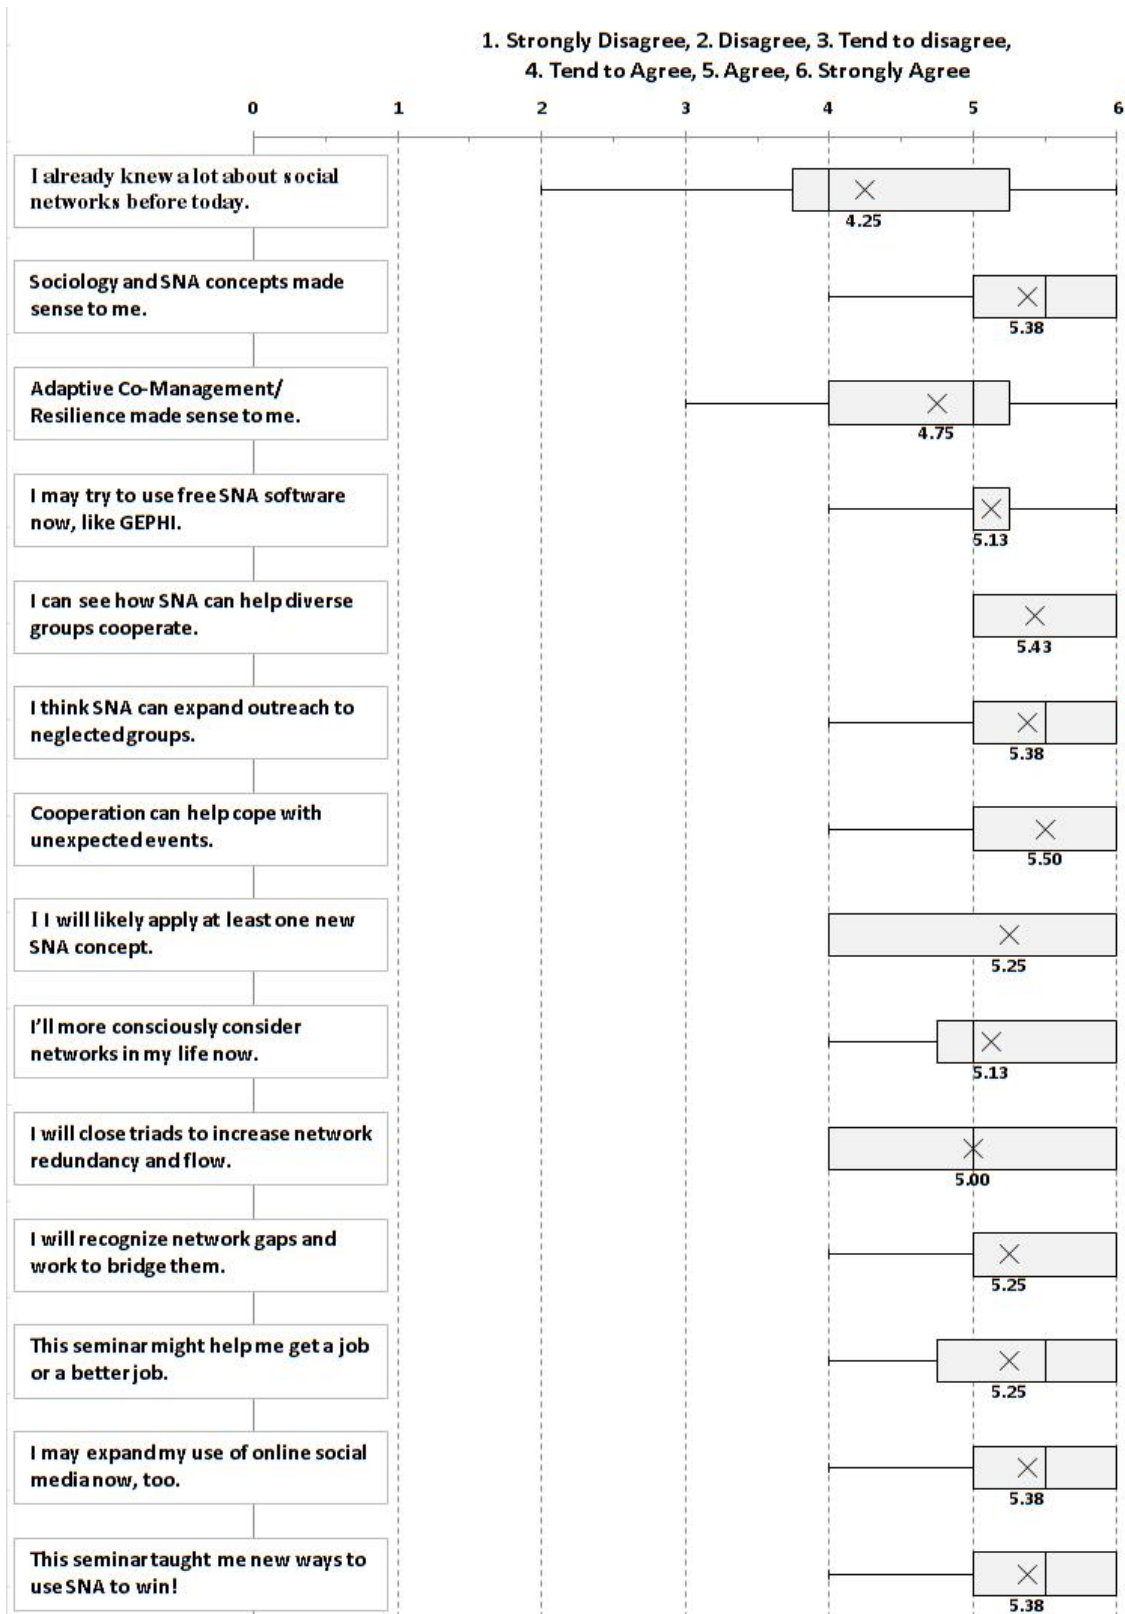 1. Strongly Disagree, 2. Disagree, 3. Tend to disagree,
4. Tend to Agree, 5. Agree, 6. Strongly Agree
0 1 2 3 4 5 6
I already knew a lot about social
networks before today.
4.25
Sociology and SNA concepts made
sense to me.
5.38
Adaptive Co-Management/
Resilience made sense to me.
4.75
I may try to use free SNA software
now, like GEPHI.
5.13
I can see how SNA can help diverse
groups cooperate.
5.43
I think SNA can expand outreach to
neglected groups.
5.38
Cooperation can help cope with
unexpected events.
5.50
I I will likely apply at least one new
SNA concept.
5.25
I'll more consciously consider
networks in my life now.
5.13
I will close triads to increase network
redundancy and flow.
5.00
I will recognize network gaps and
work to bridge them.
5.25
This seminar might help me get a job
or a better job.
5.25
I may expand my use of online social
media now, too.
5.38
This seminar taught me new ways to
use SNA to win!
5.38